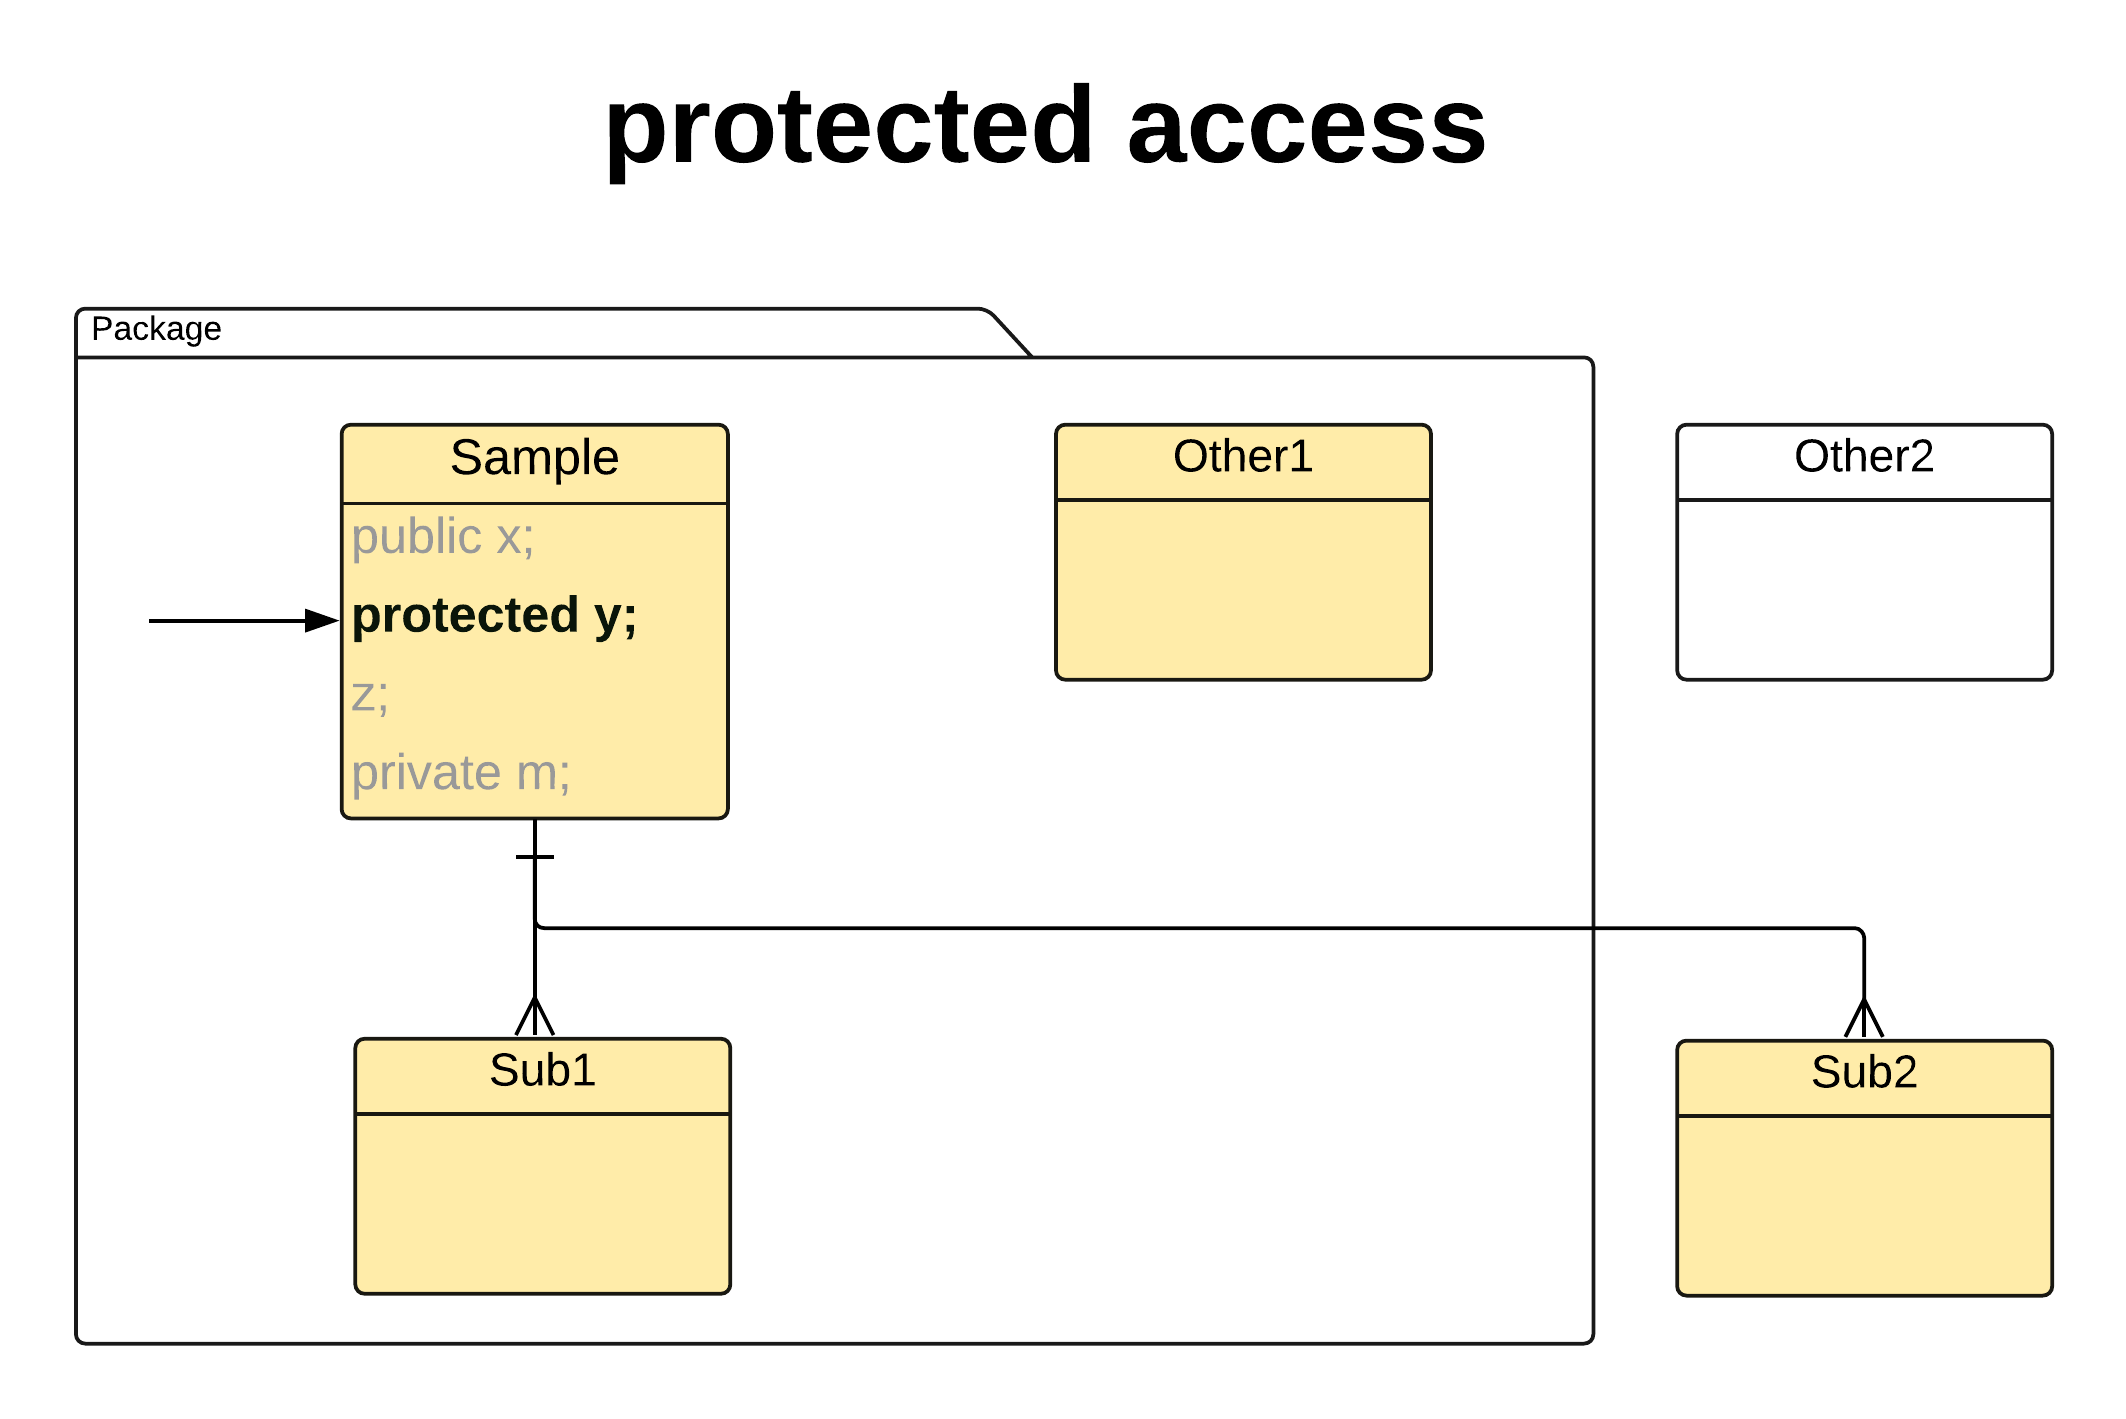 protected access
Package
Sample
public x;
protected y;
z;
private m;
Other1
Other2
Sub1
Sub2